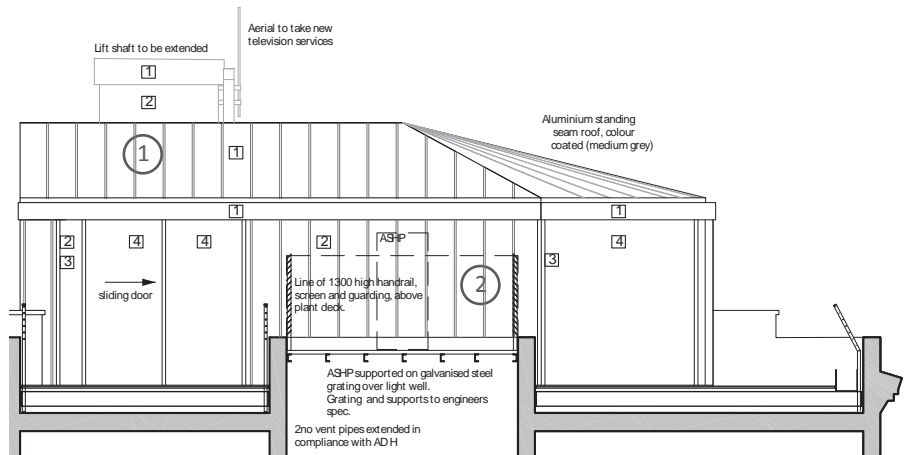 Aerial to take new
television services
Lift shaft to be extended
1
2
Aluminium standing
seam roof, colour
coated (medium grey)
1
1
1
1
2
4
4
2
ASHP
4
3
3
sliding door
Line of 1300 high handrail,
screen and guarding, above
plant deck.
2
ASHP supported on galvanised steel
grating over light well.
Grating and supports to engineers
spec.
2no vent pipes extended in
compliance with AD H